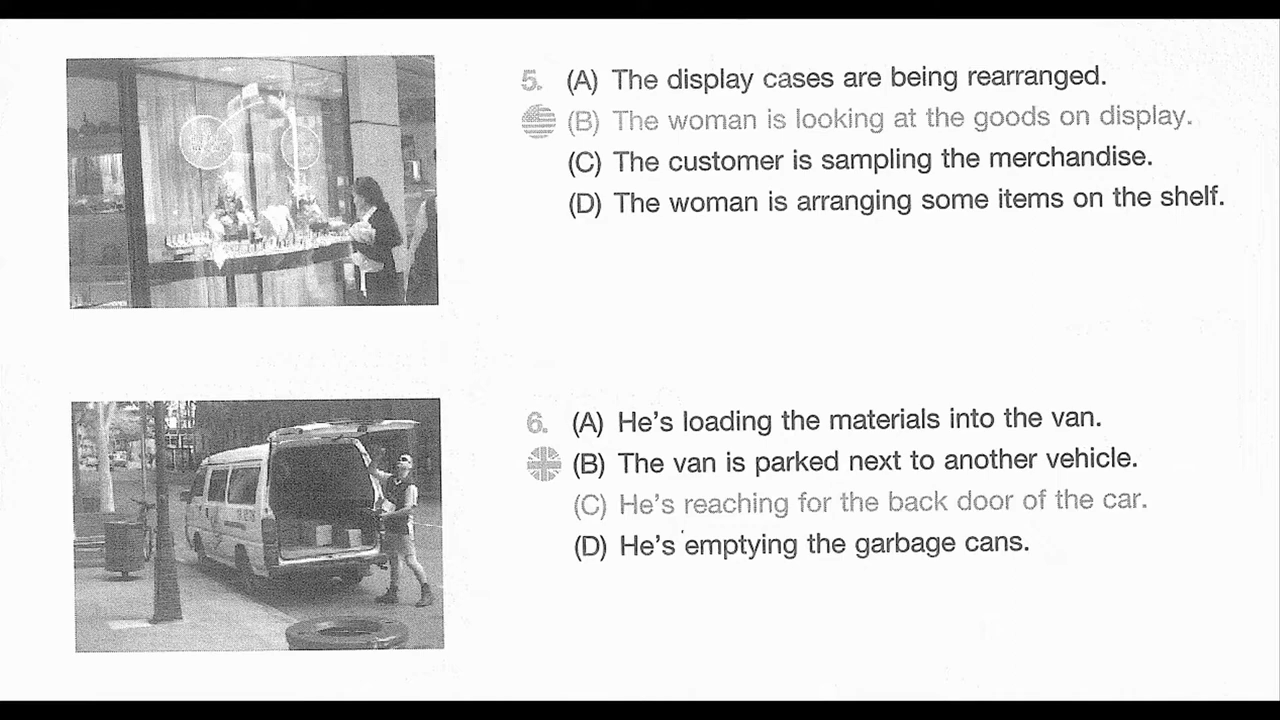 5. (A) The display cases are being rearranged.
(B) The woman is looking at the goods on display.
(C) The customer is sampling the merchandise.
(D) The woman is arranging some items on the shelf.
6. (A) He's loading the materials into the van.
(B) The van is parked next to another vehicle.
(C) He's reaching for the back door of the car.
(D) He's emptying the garbage cans.